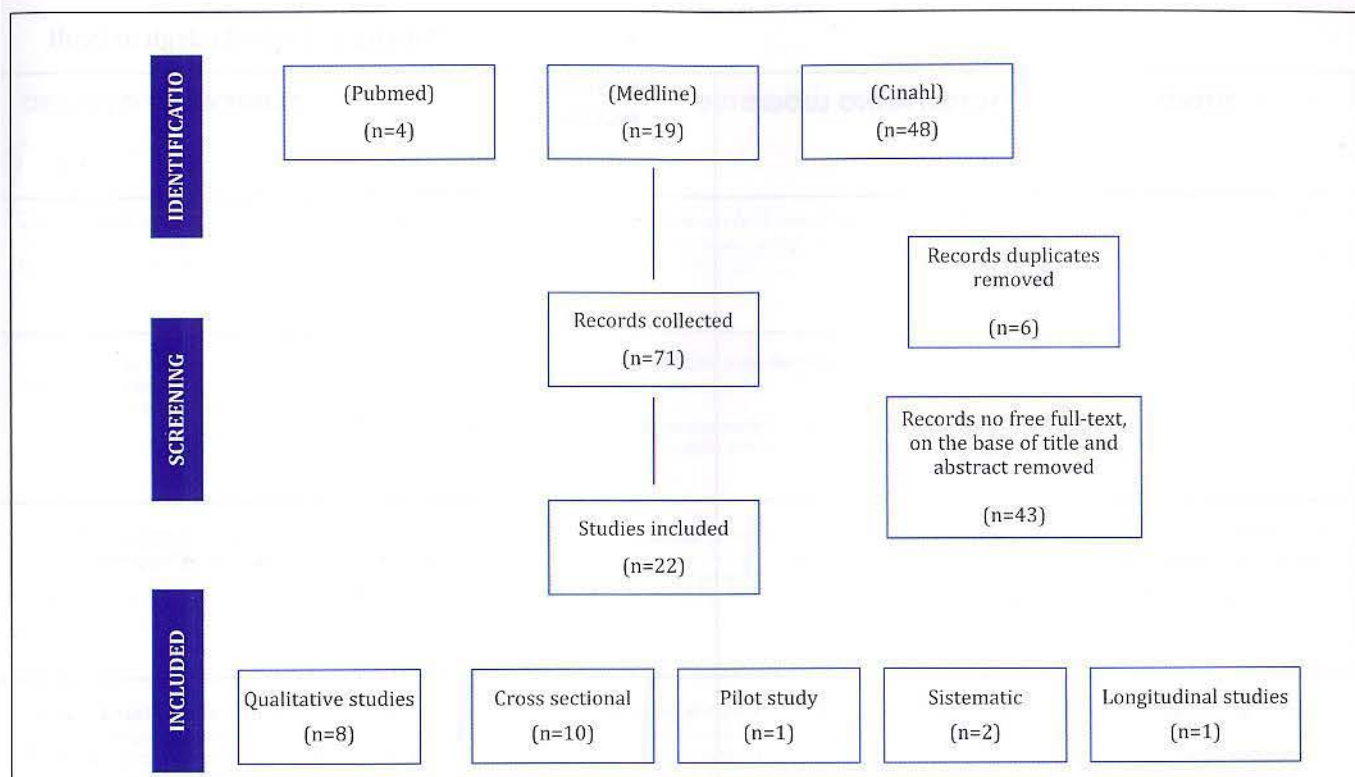 IDENTIFICATIO
(Pubmed)
(n=4)
(Medline)
(n=19)
(Cinahl)
(n=48)
Records duplicates
removed
(n=6)
SCREENING
Records collected
(n=71)
Records no free full-text,
on the base of title and
abstract removed
(n=43)
Studies included
(n=22)
INCLUDED
Qualitative studies
(n=8)
Cross sectional
(n=10)
Pilot study
(n=1)
Sistematic
(n=2)
Longitudinal studies
(n=1)